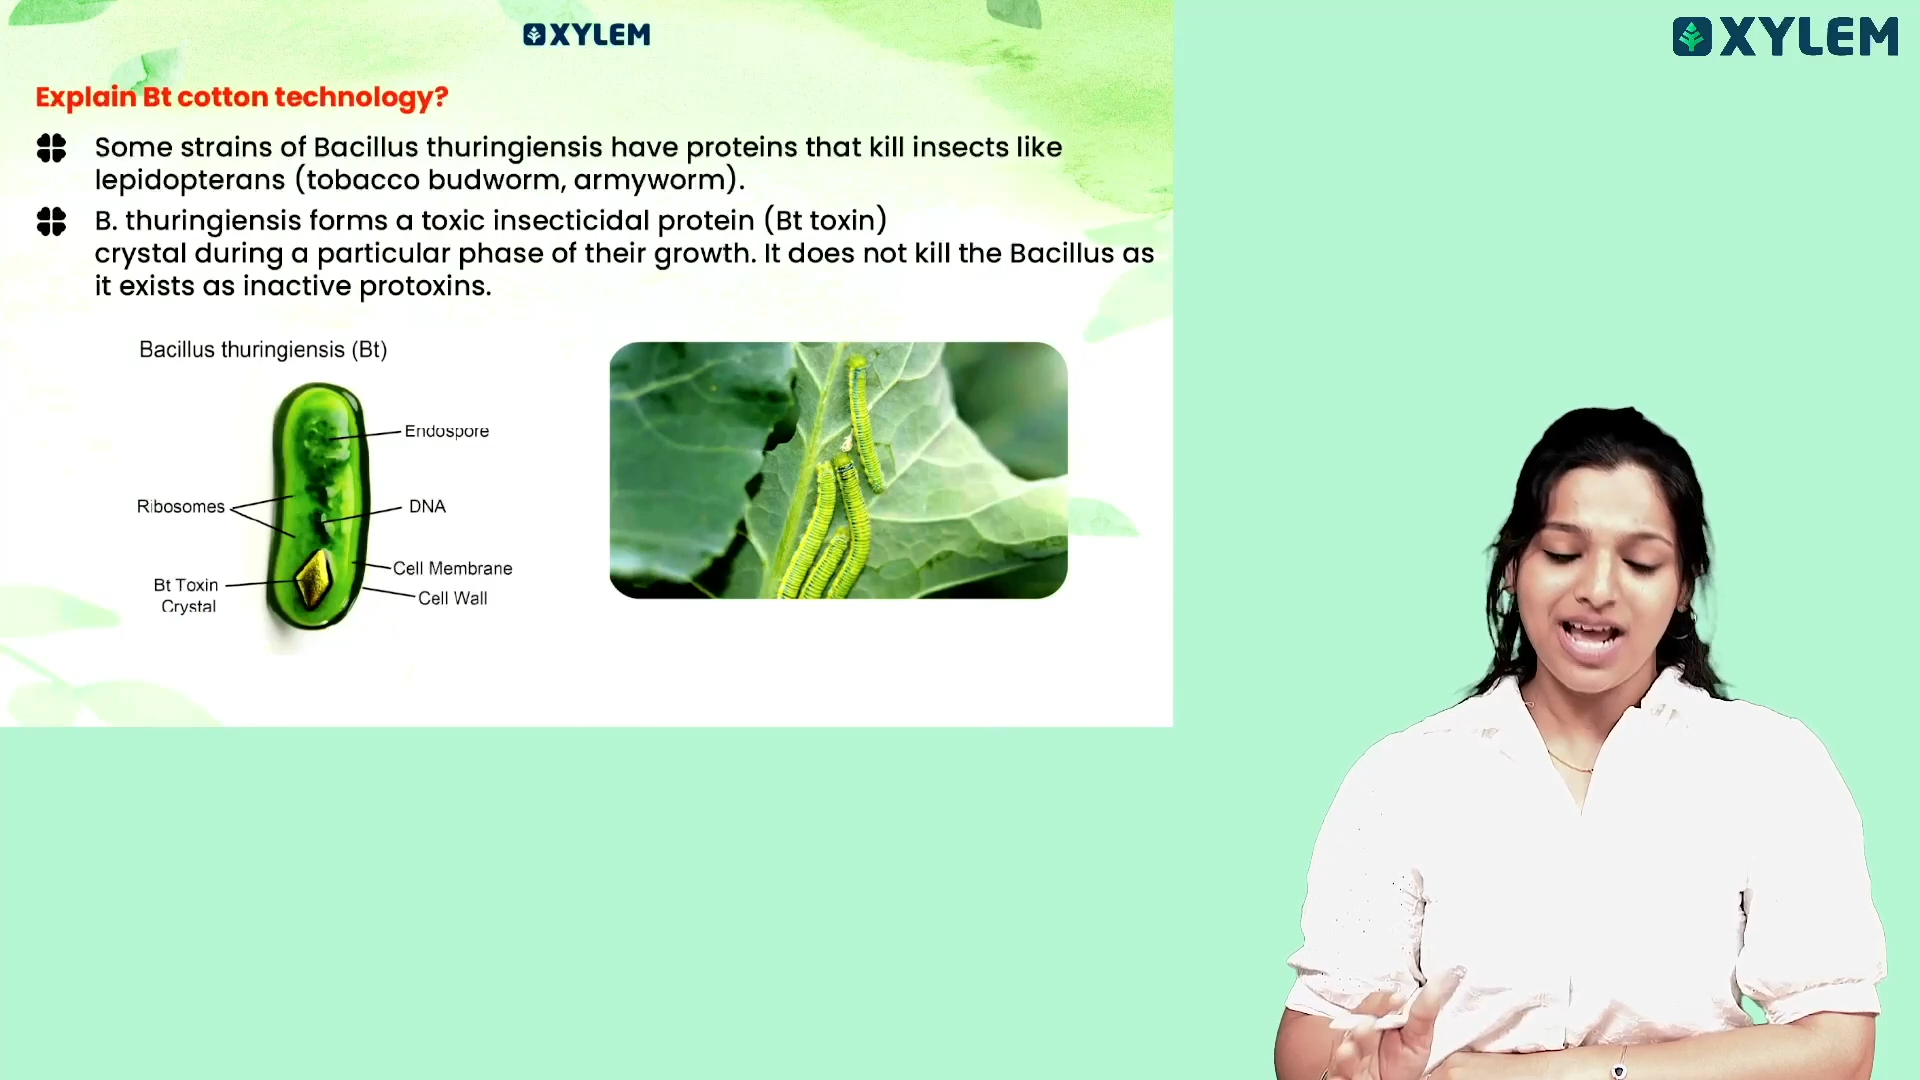 XYLEM
XYLEM
Explain Bt cotton technology?
Some strains of Bacillus thuringiensis have proteins that kill insects like
lepidopterans (tobacco budworm, armyworm).
B. thuringiensis forms a toxic insecticidal protein (Bt toxin)
crystal during a particular phase of their growth. It does not kill the Bacillus as
it exists as inactive protoxins.
Bacillus thuringiensis (Bt)
Endospore
Ribosomes
DNA
Cell Membrane
Bt Toxin
Crystal
Cell Wall